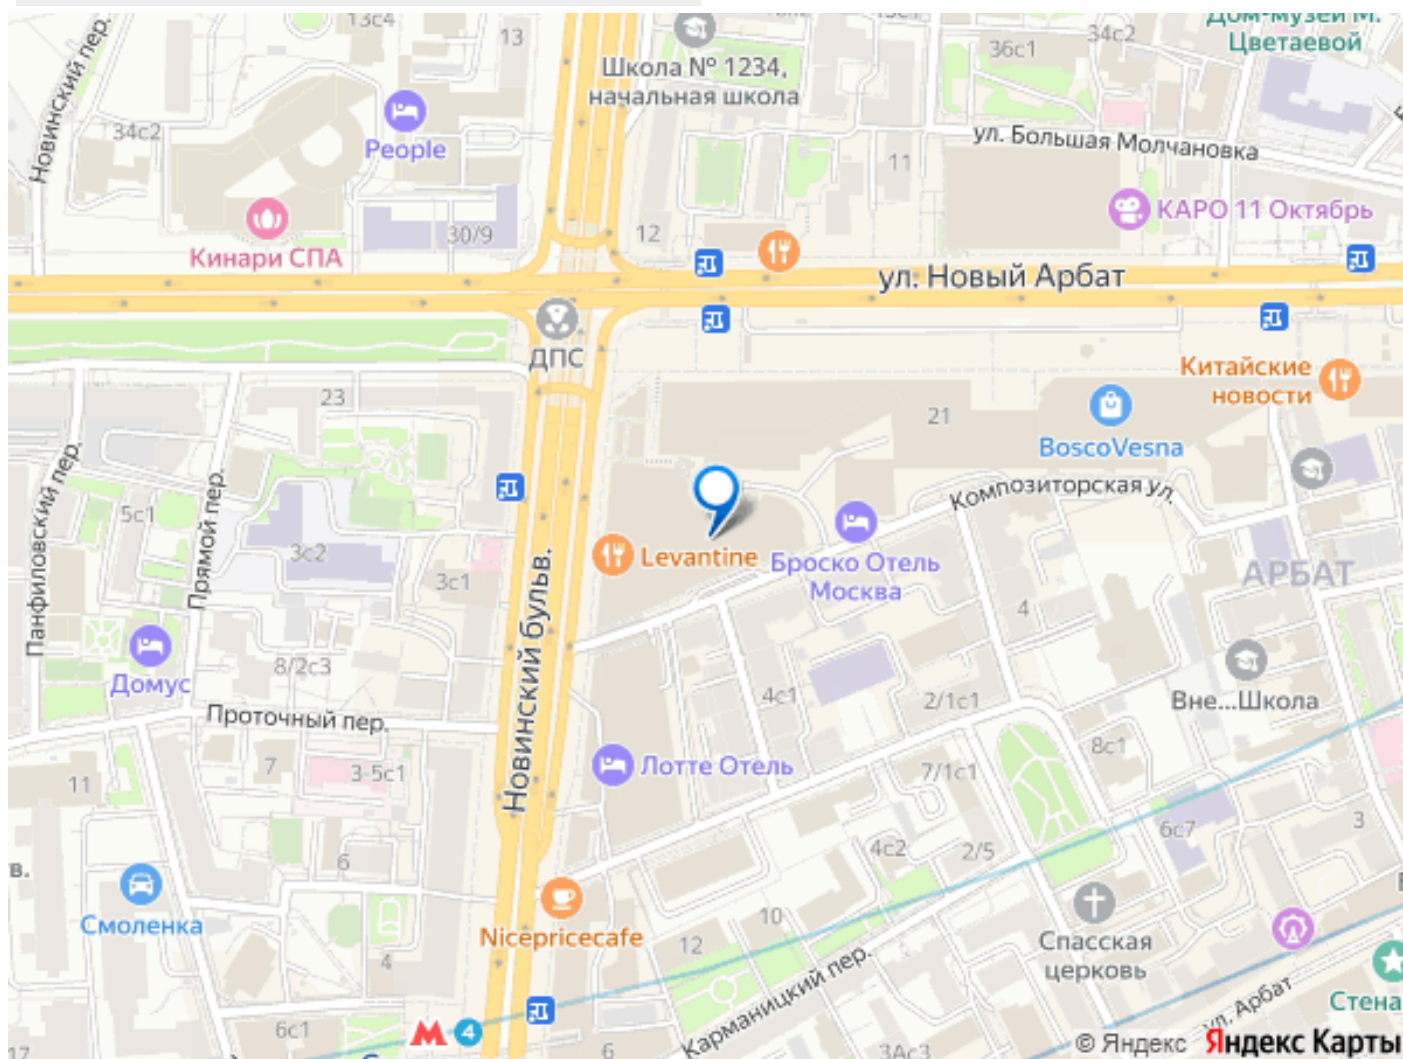 13с4
13
Новинский пер.
34с2
People
Кинари СПА
30/9
Школа № 1234,
начальная школа
36с1
34с2
Дом-музей М.
Цветаевой
ул. Большая Молчановка
11
12
КАРО 11 Октябрь
ул. Новый Арбат
ДПС
Китайские
новости
23
21
BoscoVesna
Композиторская ул.
Панфиловский пер.
5с1
Прямой пер.
3с2
3с1
Новинский бульв.
Levantine
Броско Отель
Москва
АРБАТ
4
Домус
8/2с3
Проточный пер.
4с1
2/1с1
Вне...Школа
8с1
11
7
3-5с1
Лотте Отель
7/1с1
6с7
3
4с2
2/5
в.
6
Смоленка
Nicepricecafe
10
12
4
Спасская
церковь
Карманицкий пер.
ул. Арбат
Стена
17
6с1
М
4
6
3Ас3
© Яндекс Яндекс Карты